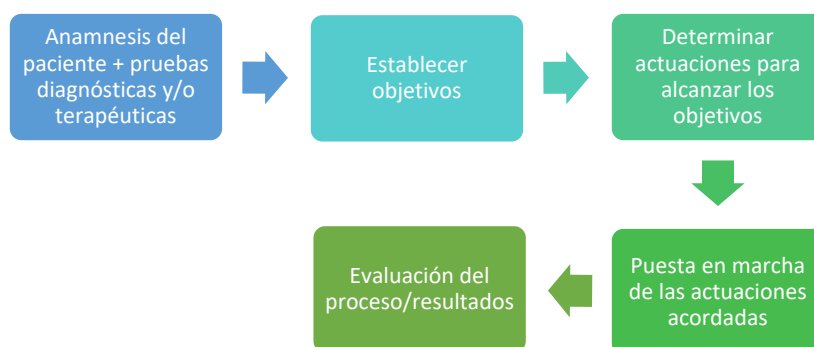 Anamnesis del
paciente + pruebas
diagnósticas y/o
terapéuticas
Establecer
objetivos
Determinar
actuaciones para
alcanzar los
objetivos
Puesta en marcha
de las actuaciones
acordadas
Evaluación del
proceso/resultados